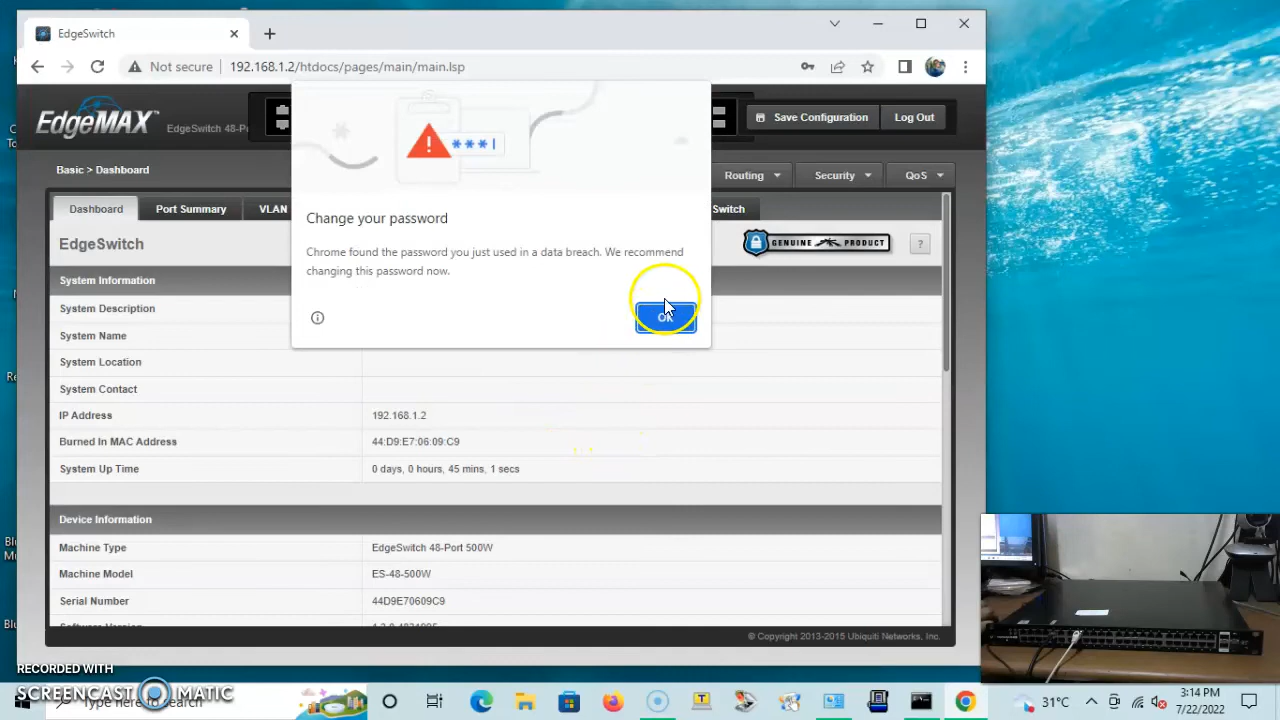 EdgeSwitch
Not secure 192.168.1.2/htdocs/pages/main/main.lsp
EdgeMAX™ EdgeSwitch 48-P
Save Configuration
Log Out
Basic > Dashboard
Routing
Security
QoS
Dashboard
Port Summary
VLAN
Switch
EdgeSwitch
GENUINE PRODUCT
?
***
Change your password
Chrome found the password you just used in a data breach. We recommend
changing this password now.
OK
System Information
System Description
System Name
System Location
System Contact
IP Address 192.168.1.2
Burned In MAC Address 44:D9:E7:06:09:C9
System Up Time 0 days, 0 hours, 45 mins, 1 secs
Device Information
Machine Type EdgeSwitch 48-Port 500W
Machine Model ES-48-500W
Serial Number 44D9E70609C9
© Copyright 2013-2015 Ubiquiti Networks, Inc.
RECORDED WITH
SCREENCAST MATIC
Type here to search
31°C
3:14 PM
7/22/2022